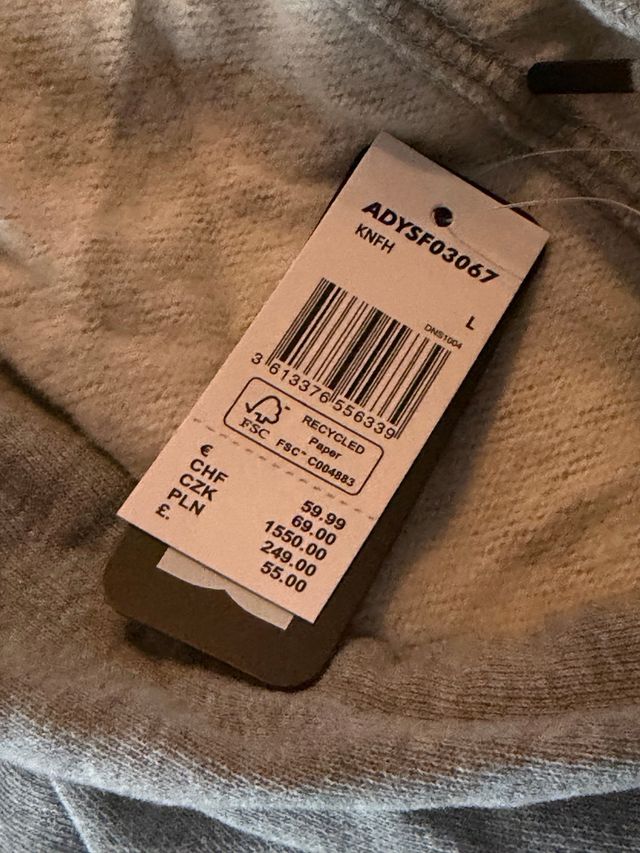 ADYSF03067
KNFH
L
DNS1004
3 613376 556339
FSC
RECYCLED
Paper
FSC™ C004883
€ 59.99
CHF 69.00
CZK 1550.00
PLN 249.00
£. 55.00